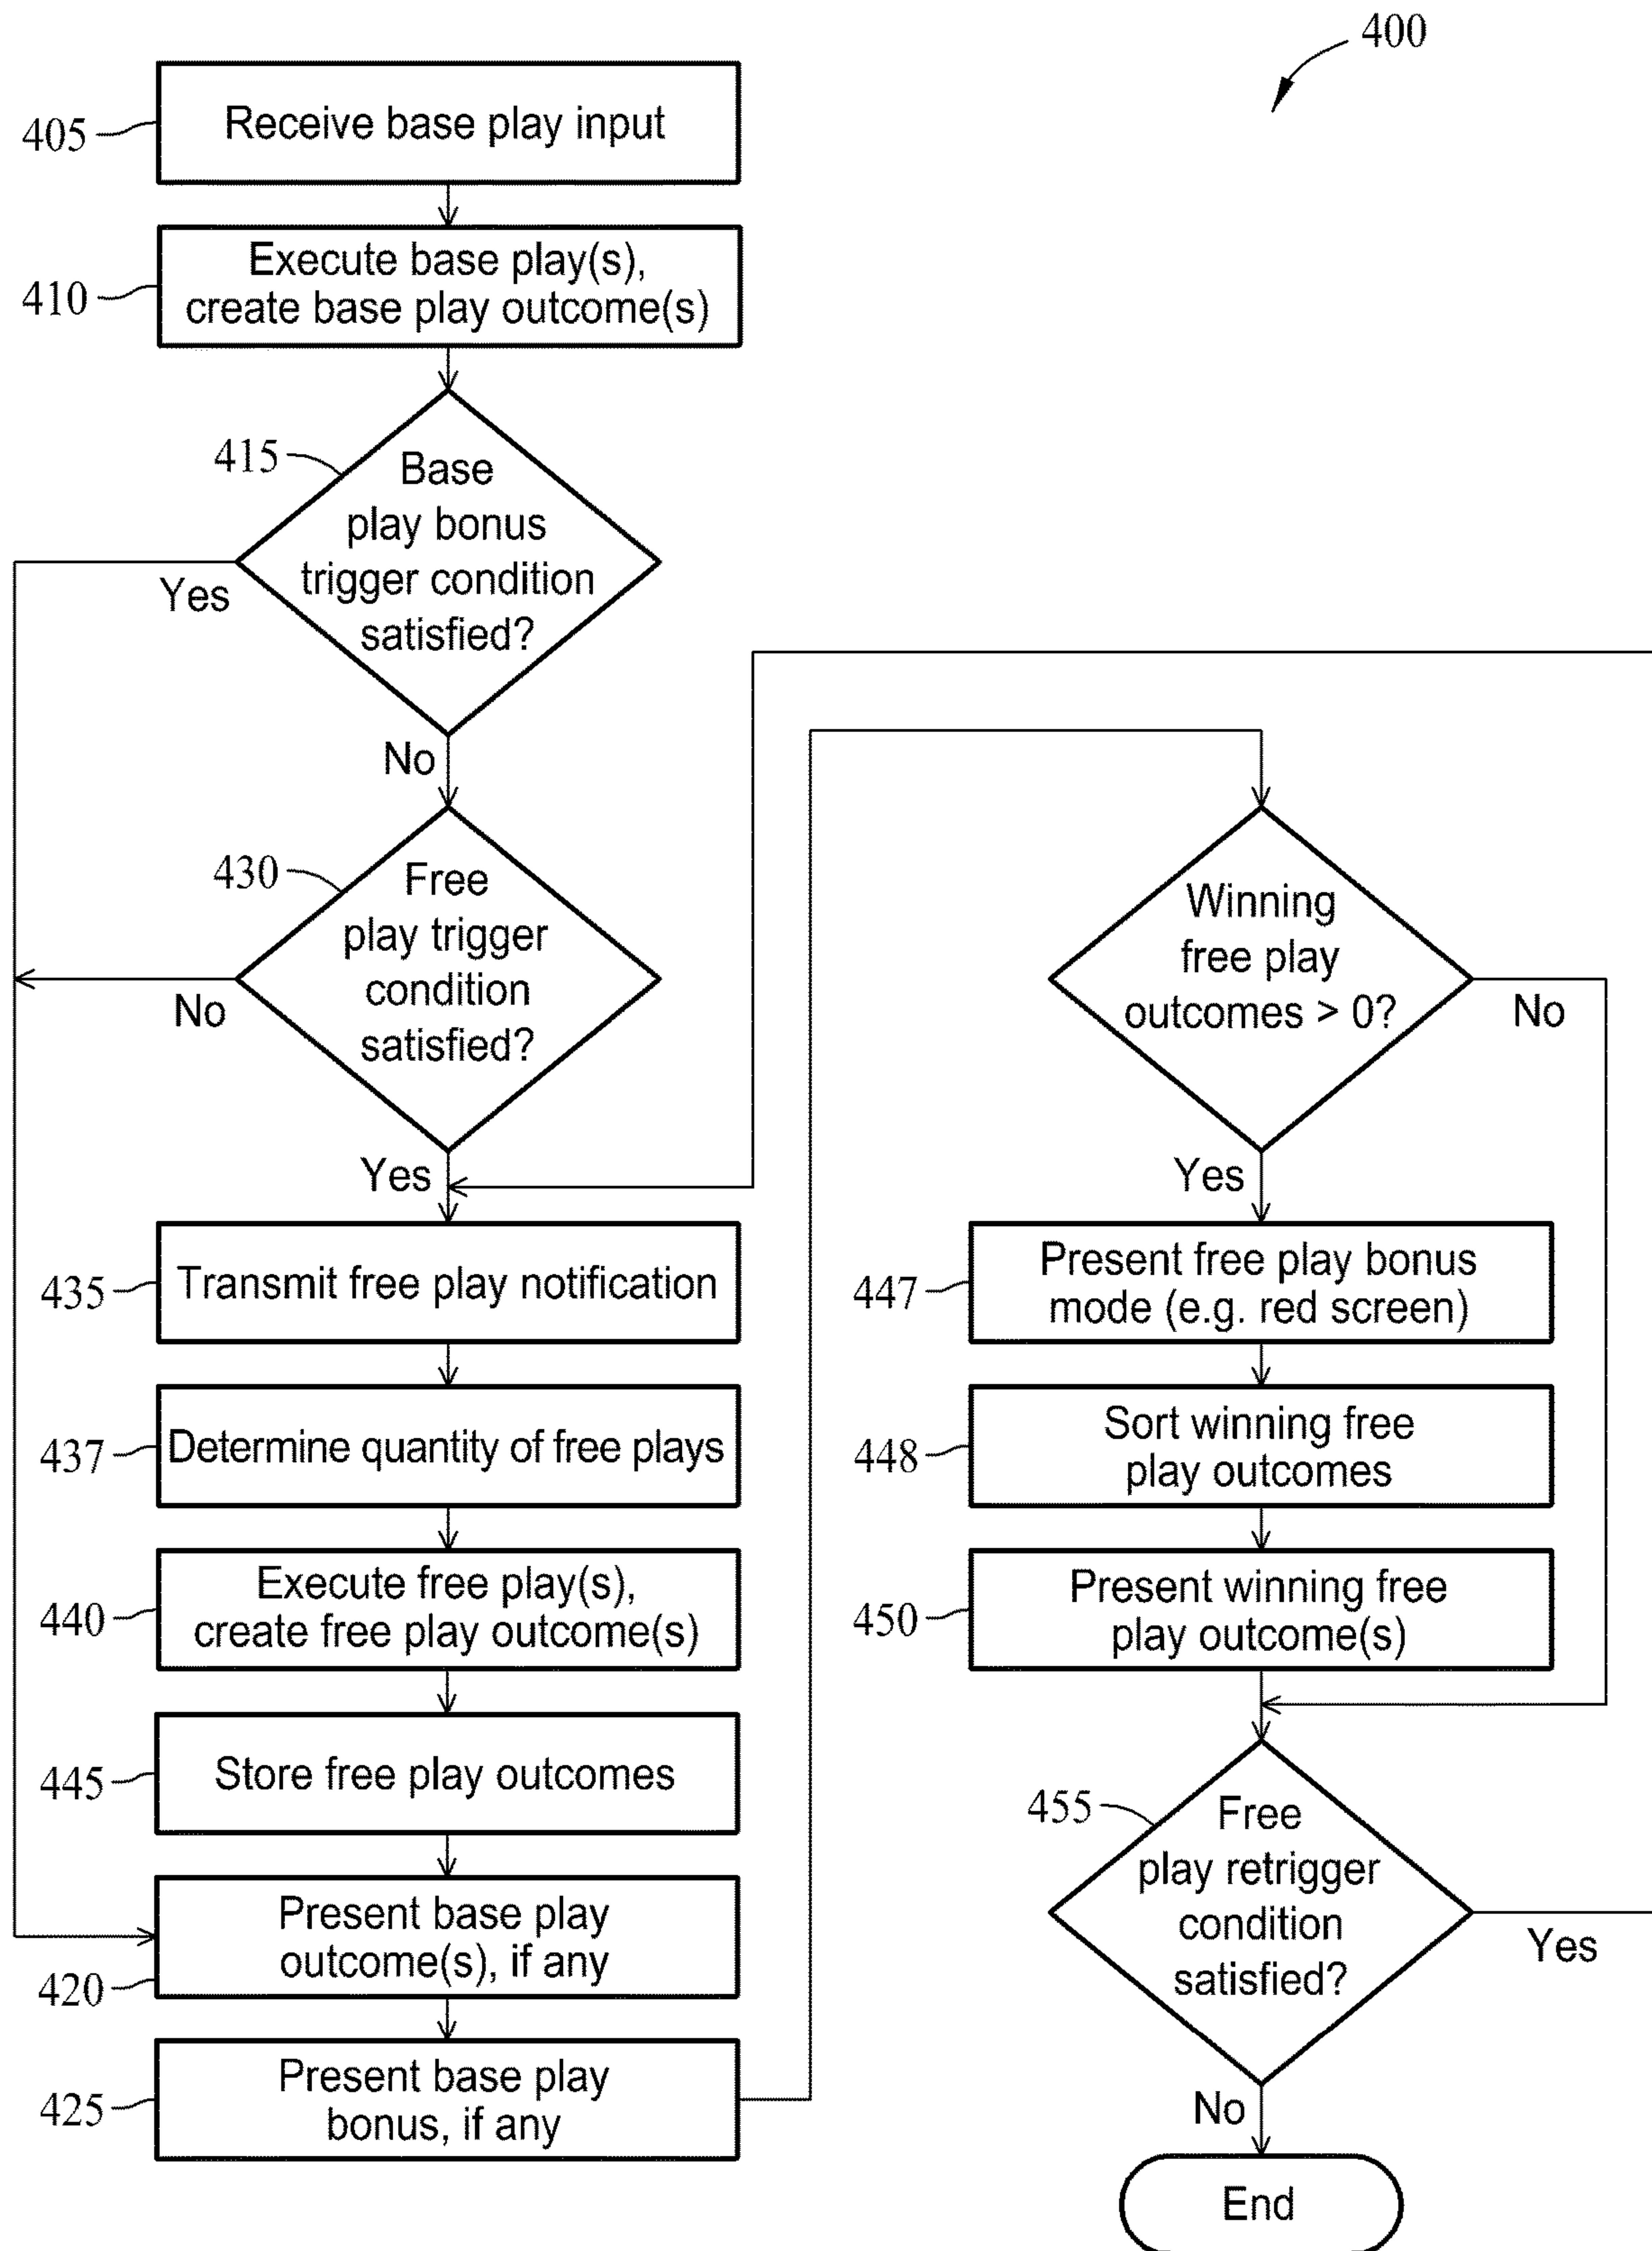 400
405
Receive base play input
410
Execute base play(s),
create base play outcome(s)
415
Base
play bonus
trigger condition
satisfied?
Yes
No
430
Free
play trigger
condition
satisfied?
No
Yes
435
Transmit free play notification
437
Determine quantity of free plays
440
Execute free play(s),
create free play outcome(s)
445
Store free play outcomes
420
Present base play
outcome(s), if any
425
Present base play
bonus, if any
Winning
free play
outcomes > 0?
No
Yes
447
Present free play bonus
mode (e.g. red screen)
448
Sort winning free
play outcomes
450
Present winning free
play outcome(s)
455
Free
play retrigger
condition
satisfied?
Yes
No
End